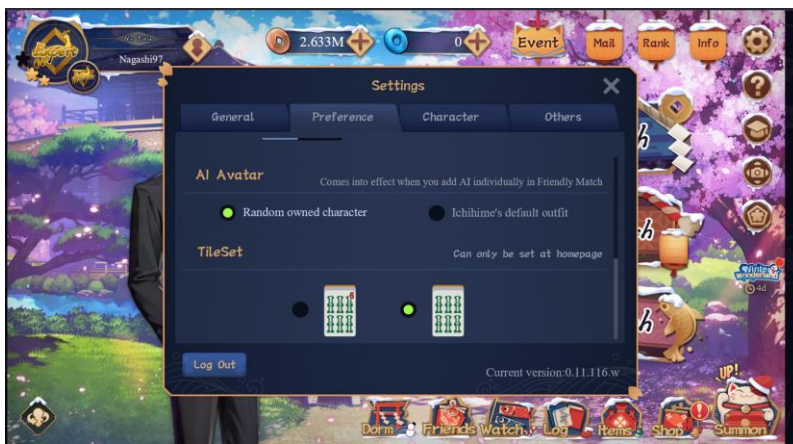 Expert
Nagashi97
2.633M
0
Event
Mail
Rank
Info
Settings
General
Preference
Character
Others
AI Avatar
Comes into effect when you add AI individually in Friendly Match
Random owned character
Ichihime's default outfit
TileSet
Can only be set at homepage
6
Log Out
Current version:0.11.116.w
h
h
h
Winter
Wonderland
4d
UP!
Dorm
Friends
Watch
Log
Items
Shop
Summon